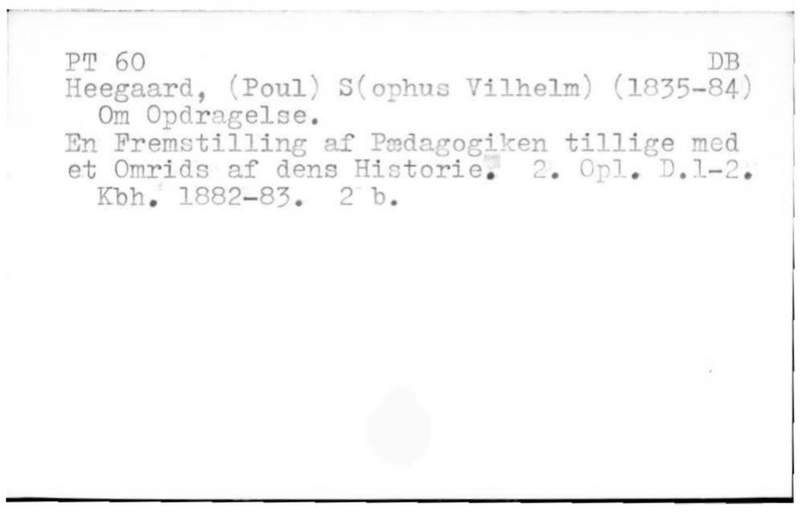 PT 60 DB
Heegaard, (Poul) S(ophus Vilhelm) (1835-84)
Om Opdragelse.
En Fremstilling af Pædagogiken tillige med
et Omrids af dens Historie. 2. Opl. D.1-2.
Kbh. 1882-83. 2 b.